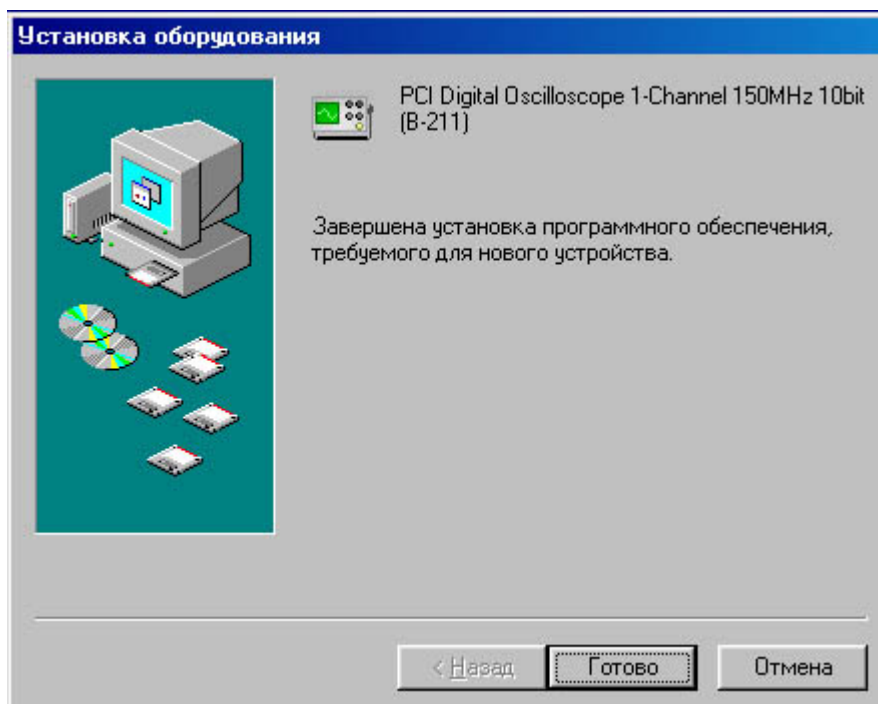 Установка оборудования
PCI Digital Oscilloscope 1-Channel 150MHz 10bit
(B-211)
Завершена установка программного обеспечения,
требуемого для нового устройства.
< Назад
Готово
Отмена